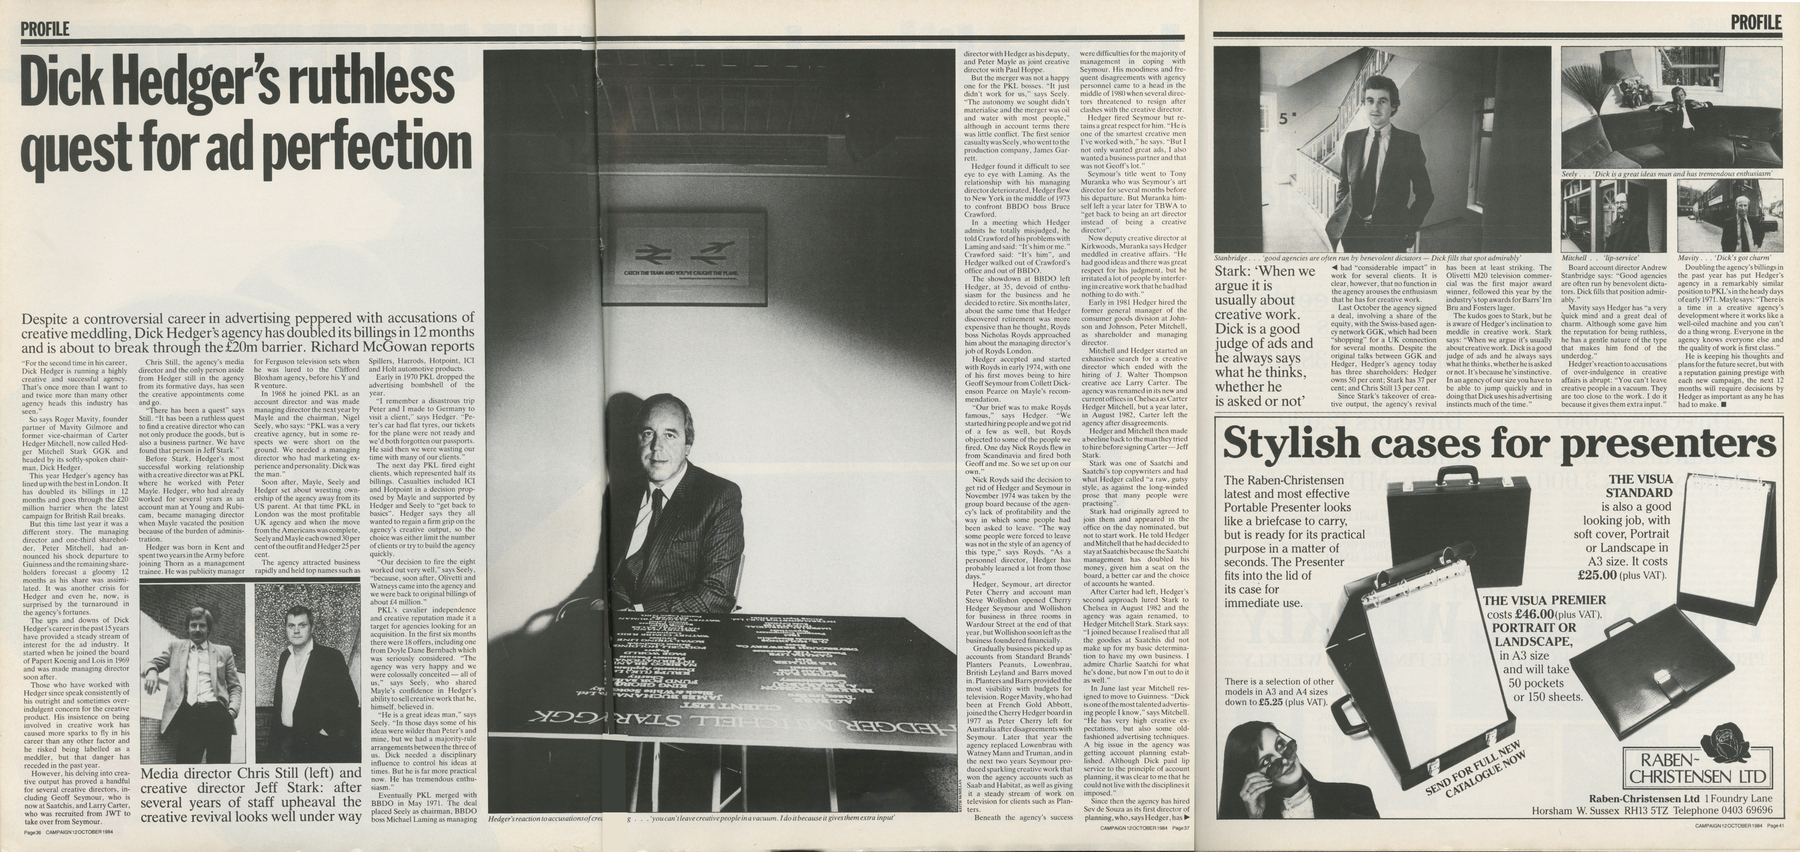 PROFILE
Dick Hedger's ruthless
quest for ad perfection
Despite a controversial career in advertising peppered with accusations of
creative meddling, Dick Hedger's agency has doubled its billings in 12 months
and is about to break through the £20m barrier. Richard McGowan reports
"For the second time in his career,
Dick Hedger is running a highly
creative and successful agency.
That's once more than I want to
and twice more than many other
agency heads this industry has
seen."
So says Roger Mavity, founder
partner of Mavity Gilmore and
former vice-chairman of Carter
Hedger Mitchell, now called Hed-
ger Mitchell Stark GGK and
headed by its softly-spoken chair-
man, Dick Hedger.
This year Hedger's agency has
lined up with the best in London. It
has doubled its billings in 12
months and goes through the £20
million barrier when the latest
campaign for British Rail breaks.
But this time last year it was a
different story. The managing
director and one-third sharehol-
der, Peter Mitchell, had an-
nounced his shock departure to
Guinness and the remaining share-
holders forecast a gloomy 12
months as his share was assimi-
lated. It was another crisis for
Hedger and even he, now, is
surprised by the turnaround in
the agency's fortunes.
The ups and downs of Dick
Hedger's career in the past 15 years
have provided a steady stream of
interest for the ad industry. It
started when he joined the board
of Papert Koenig and Lois in 1969
and was made managing director
soon after.
Those who have worked with
Hedger since speak consistently of
his outright and sometimes over-
indulgent concern for the creative
product. His insistence on being
involved in creative work has
caused more sparks to fly in his
career than any other factor and
he risked being labelled as a
meddler, but that danger has
receded in the past year.
However, his delving into crea-
tive output has proved a handful
for several creative directors, in-
cluding Geoff Seymour, who is
now at Saatchis, and Larry Carter,
who was recruited from JWT to
take over from Seymour.
Chris Still, the agency's media
director and the only person aside
from Hedger still in the agency
from its formative days, has seen
the creative appointments come
and go.
"There has been a quest" says
Still. "It has been a ruthless quest
to find a creative director who can
not only produce the goods, but is
also a business partner. We have
found that person in Jeff Stark."
Before Stark, Hedger's most
successful working relationship
with a creative director was at PKL
where he worked with Peter
Mayle. Hedger, who had already
worked for several years as an
account man at Young and Rubi-
cam, became managing director
when Mayle vacated the position
because of the burden of adminis-
tration.
Hedger was born in Kent and
spent two years in the Army before
joining Thorn as a management
trainee. He was publicity manager
for Ferguson television sets when
he was lured to the Clifford
Bloxham agency, before his Y and
R venture.
In 1968 he joined PKL as an
account director and was made
managing director the next year by
Mayle and the chairman, Nigel
Seely, who says: "PKL was a very
creative agency, but in some re-
spects we were short on the
ground. We needed a managing
director who had marketing ex-
perience and personality. Dick was
the man."
Soon after, Mayle, Seely and
Hedger set about wresting own-
ership of the agency away from its
US parent. At that time PKL in
London was the most profitable
UK agency and when the move
from the Americans was complete,
Seely and Mayle each owned 30 per
cent of the outfit and Hedger 25 per
cent.
The agency attracted business
rapidly and held top names such as
Media director Chris Still (left) and
creative director Jeff Stark: after
several years of staff upheaval the
creative revival looks well under way
Spillers, Harrods, Hotpoint, ICI
and Holt automotive products.
Early in 1970 PKL dropped the
advertising bombshell of the
year.
"I remember a disastrous trip
Peter and I made to Germany to
visit a client," says Hedger. "Pe-
ter's car had flat tyres, our tickets
for the plane were not ready and
we'd both forgotten our passports.
He said then we were wasting our
time with many of our clients."
The next day PKL fired eight
clients, which represented half its
billings. Casualties included ICI
and Hotpoint in a decision prop-
osed by Mayle and supported by
Hedger and Seely to "get back to
basics". Hedger says they all
wanted to regain a firm grip on the
agency's creative output, so the
choice was either limit the number
of clients or try to build the agency
quickly.
"Our decision to fire the eight
worked out very well," says Seely,
"because, soon after, Olivetti and
Watneys came into the agency and
we were back to original billings of
about £4 million."
PKL's cavalier independence
and creative reputation made it a
target for agencies looking for an
acquisition. In the first six months
there were 18 offers, including one
from Doyle Dane Bernbach which
was seriously considered. "The
agency was very happy and we
were colossally conceited — all of
us," says Seely, who shared
Mayle's confidence in Hedger's
ability to sell creative work that he,
himself, believed in.
"He is a great ideas man," says
Seely. "In those days some of his
ideas were wilder than Peter's and
mine, but we had a majority-rule
arrangements between the three of
us. Dick needed a disciplinary
influence to control his ideas at
times. But he is far more practical
now. He has tremendous enthu-
siasm."
Eventually PKL merged with
BBDO in May 1971. The deal
placed Seely as chairman, BBDO
boss Michael Laming as managing
Page 36 CAMPAIGN 12 OCTOBER 1984
CATCH THE TRAIN AND YOU'VE CAUGHT THE PLANE.
CLIENT LIST
JAMES BUCHANAN
HEDGER
MITCHELL STARK/GGK
Hedger's reaction to accusations of crea
g . . . 'you can't leave creative people in a vacuum. I do it because it gives them extra input'
director with Hedger as his deputy,
and Peter Mayle as joint creative
director with Paul Hoppe.
But the merger was not a happy
one for the PKL bosses. "It just
didn't work for us," says Seely.
"The autonomy we sought didn't
materialise and the merger was oil
and water with most people,"
although in account terms there
was little conflict. The first senior
casualty was Seely, who went to the
production company, James Gar-
rett.
Hedger found it difficult to see
eye to eye with Laming. As the
relationship with his managing
director deteriorated, Hedger flew
to New York in the middle of 1973
to confront BBDO boss Bruce
Crawford.
In a meeting which Hedger
admits he totally misjudged, he
told Crawford of his problems with
Laming and said: "It's him or me."
Crawford said: "It's him", and
Hedger walked out of Crawford's
office and out of BBDO.
The showdown at BBDO left
Hedger, at 35, devoid of enthu-
siasm for the business and he
decided to retire. Six months later,
about the same time that Hedger
discovered retirement was more
expensive than he thought, Royds
boss Nicholas Royds approached
him about the managing director's
job of Royds London.
Hedger accepted and started
with Royds in early 1974, with one
of his first moves being to hire
Geoff Seymour from Collett Dick-
enson Pearce on Mayle's recom-
mendation.
"Our brief was to make Royds
famous," says Hedger. "We
started hiring people and we got rid
of a few as well, but Royds
objected to some of the people we
fired. One day Nick Royds flew in
from Scandinavia and fired both
Geoff and me. So we set up on our
own."
Nick Royds said the decision to
get rid of Hedger and Seymour in
November 1974 was taken by the
group board because of the agen-
cy's lack of profitability and the
way in which some people had
been asked to leave. "The way
some people were forced to leave
was not in the style of an agency of
this type," says Royds. "As a
personnel director, Hedger has
probably learned a lot from those
days."
Hedger, Seymour, art director
Peter Cherry and account man
Steve Wollishon opened Cherry
Hedger Seymour and Wollishon
for business in three rooms in
Wardour Street at the end of that
year, but Wollishon soon left as the
business foundered financially.
Gradually business picked up as
accounts from Standard Brands'
Planters Peanuts, Lowenbrau,
British Leyland and Barrs moved
in. Planters and Barrs provided the
most visibility with budgets for
television. Roger Mavity, who had
been at French Gold Abbott,
joined the Cherry Hedger board in
1977 as Peter Cherry left for
Australia after disagreements with
Seymour. Later that year the
agency replaced Lowenbrau with
Watney Mann and Truman, and in
the next two years Seymour pro-
duced sparkling creative work that
won the agency accounts such as
Saab and Habitat, as well as giving
it a steady stream of work on
television for clients such as Plan-
ters.
Beneath the agency's success
were difficulties for the majority of
management in coping with
Seymour. His moodiness and fre-
quent disagreements with agency
personnel came to a head in the
middle of 1980 when several direc-
tors threatened to resign after
clashes with the creative director.
Hedger fired Seymour but re-
tains a great respect for him. "He is
one of the smartest creative men
I've worked with," he says. "But I
not only wanted great ads, I also
wanted a business partner and that
was not Geoff's lot."
Seymour's title went to Tony
Muranka who was Seymour's art
director for several months before
his departure. But Muranka him-
self left a year later for TBWA to
"get back to being an art director
instead of being a creative
director".
Now deputy creative director at
Kirkwoods, Muranka says Hedger
meddled in creative affairs. "He
had good ideas and there was great
respect for his judgment, but he
irritated a lot of people by interfer-
ing in creative work that he had had
nothing to do with."
Early in 1981 Hedger hired the
former general manager of the
consumer goods division at John-
son and Johnson, Peter Mitchell,
as shareholder and managing
director.
Mitchell and Hedger started an
exhaustive search for a creative
director which ended with the
hiring of J. Walter Thompson
creative ace Larry Carter. The
agency was renamed in its new and
current offices in Chelsea as Carter
Hedger Mitchell, but a year later,
in August 1982, Carter left the
agency after disagreements.
Hedger and Mitchell then made
a beeline back to the man they tried
to hire before signing Carter — Jeff
Stark.
Stark was one of Saatchi and
Saatchi's top copywriters and had
what Hedger called "a raw, gutsy
style, as against the long-winded
prose that many people were
practising".
Stark had originally agreed to
join them and appeared in the
office on the day nominated, but
not to start work. He told Hedger
and Mitchell that he had decided to
stay at Saatchis because the Saatchi
management has doubled his
money, given him a seat on the
board, a better car and the choice
of accounts he wanted.
After Carter had left, Hedger's
second approach lured Stark to
Chelsea in August 1982 and the
agency was again renamed, to
Hedger Mitchell Stark. Stark says:
"I joined because I realised that all
the goodies at Saatchis did not
make up for my basic determina-
tion to have my own business. I
admire Charlie Saatchi for what
he's done, but now I'm out to do it
as well."
In June last year Mitchell res-
igned to move to Guinness. "Dick
is one of the most talented advertis-
ing people I know," says Mitchell.
"He has very high creative ex-
pectations, but also some old-
fashioned advertising techniques.
A big issue in the agency was
getting account planning estab-
lished. Although Dick paid lip
service to the principle of account
planning, it was clear to me that he
could not live with the disciplines it
imposed."
Since then the agency has hired
Sev de Souza as its first director of
planning, who, says Hedger, has ▶
CAMPAIGN 12 OCTOBER 1984 Page 37
PROFILE
5
Stanbridge . . . 'good agencies are often run by benevolent dictators — Dick fills that spot admirably'
Seely . . . 'Dick is a great ideas man and has tremendous enthusiasm'
Mitchell . . . 'lip-service'
Mavity . . . 'Dick's got charm'
Stark: 'When we
argue it is
usually about
creative work.
Dick is a good
judge of ads and
he always says
what he thinks,
whether he
is asked or not'
◀ had "considerable impact" in
work for several clients. It is
clear, however, that no function in
the agency arouses the enthusiasm
that he has for creative work.
Last October the agency signed
a deal, involving a share of the
equity, with the Swiss-based agen-
cy network GGK, which had been
"shopping" for a UK connection
for several months. Despite the
original talks between GGK and
Hedger, Hedger's agency today
has three shareholders: Hedger
owns 50 per cent; Stark has 37 per
cent; and Chris Still 13 per cent.
Since Stark's takeover of crea-
tive output, the agency's revival
has been at least striking. The
Olivetti M20 television commer-
cial was the first major award
winner, followed this year by the
industry's top awards for Barrs' Irn
Bru and Fosters lager.
The kudos goes to Stark, but he
is aware of Hedger's inclination to
meddle in creative work. Stark
says: "When we argue it's usually
about creative work. Dick is a good
judge of ads and he always says
what he thinks, whether he is asked
or not. It's because he's instinctive.
In an agency of our size you have to
be able to jump quickly and in
doing that Dick uses his advertising
instincts much of the time."
Board account director Andrew
Stanbridge says: "Good agencies
are often run by benevolent dicta-
tors. Dick fills that position admir-
ably."
Mavity says Hedger has "a very
quick mind and a great deal of
charm. Although some gave him
the reputation for being ruthless,
he has a gentle nature of the type
that makes him fond of the
underdog."
Hedger's reaction to accusations
of over-indulgence in creative
affairs is abrupt: "You can't leave
creative people in a vacuum. They
are too close to the work. I do it
because it gives them extra input."
Doubling the agency's billings in
the past year has put Hedger's
agency in a remarkably similar
position to PKL's in the heady days
of early 1971. Mayle says: "There is
a time in a creative agency's
development where it works like a
well-oiled machine and you can't
do a thing wrong. Everyone in the
agency knows everyone else and
the quality of work is first class."
He is keeping his thoughts and
plans for the future secret, but with
a reputation gaining prestige with
each new campaign, the next 12
months will require decisions by
Hedger as important as any he has
had to make. ■
Stylish cases for presenters
The Raben-Christensen
latest and most effective
Portable Presenter looks
like a briefcase to carry,
but is ready for its practical
purpose in a matter of
seconds. The Presenter
fits into the lid of
its case for
immediate use.
There is a selection of other
models in A3 and A4 sizes
down to £5.25 (plus VAT).
THE VISUA
STANDARD
is also a good
looking job, with
soft cover, Portrait
or Landscape in
A3 size. It costs
£25.00 (plus VAT).
THE VISUA PREMIER
costs £46.00 (plus VAT).
PORTRAIT OR
LANDSCAPE,
in A3 size
and will take
50 pockets
or 150 sheets.
SEND FOR FULL NEW
CATALOGUE NOW
RABEN-
CHRISTENSEN LTD
Raben-Christensen Ltd 1 Foundry Lane
Horsham W. Sussex RH13 5TZ Telephone 0403 69696
CAMPAIGN 12 OCTOBER 1984 Page 41